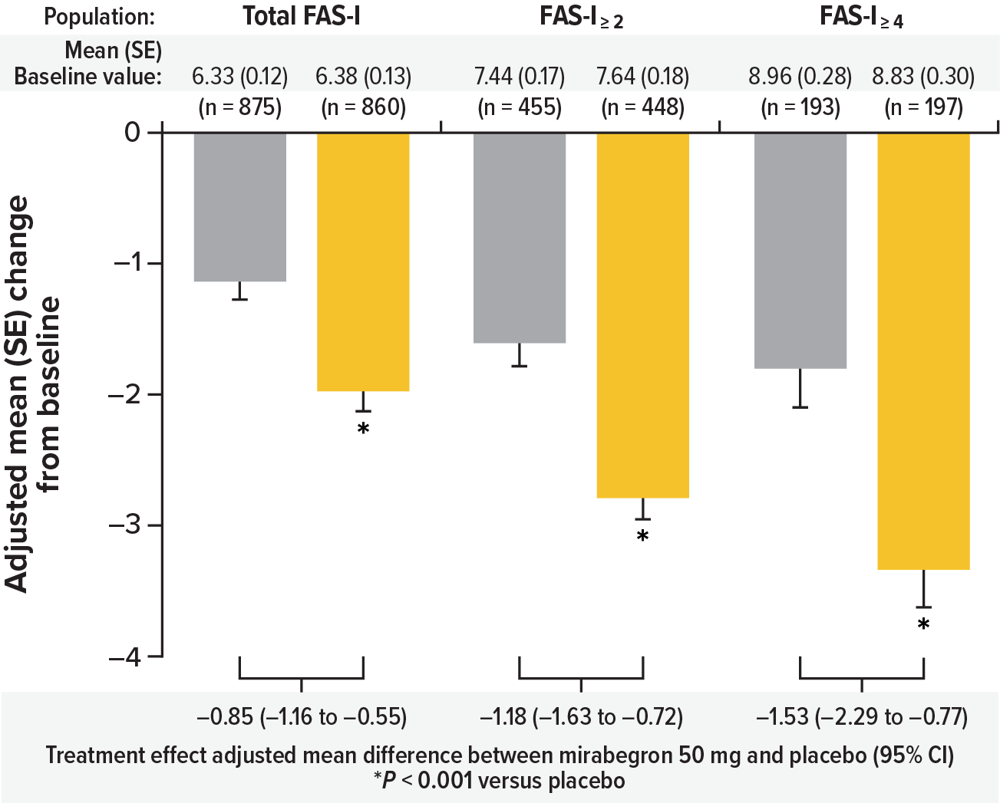 Population: Total FAS-I FAS-I ≥ 2 FAS-I ≥ 4
Mean (SE)
Baseline value: 6.33 (0.12) 6.38 (0.13) 7.44 (0.17) 7.64 (0.18) 8.96 (0.28) 8.83 (0.30)
(n = 875) (n = 860) (n = 455) (n = 448) (n = 193) (n = 197)
0
–1
–2
–3
–4
Adjusted mean (SE) change
from baseline
*
*
*
–0.85 (–1.16 to –0.55) –1.18 (–1.63 to –0.72) –1.53 (–2.29 to –0.77)
Treatment effect adjusted mean difference between mirabegron 50 mg and placebo (95% CI)
*P < 0.001 versus placebo